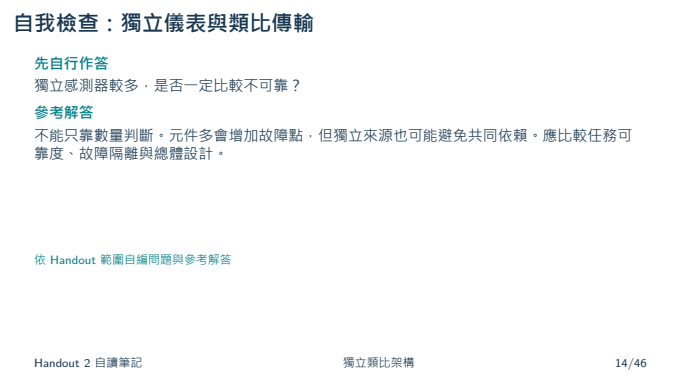 自我檢查：獨立儀表與類比傳輸
先自行作答
獨立感測器較多，是否一定比較不可靠？
參考解答
不能只靠數量判斷。元件多會增加故障點，但獨立來源也可能避免共同依賴。應比較任務可
靠度、故障隔離與總體設計。
依 Handout 範圍自編問題與參考解答
Handout 2 自讀筆記
獨立類比架構
14/46